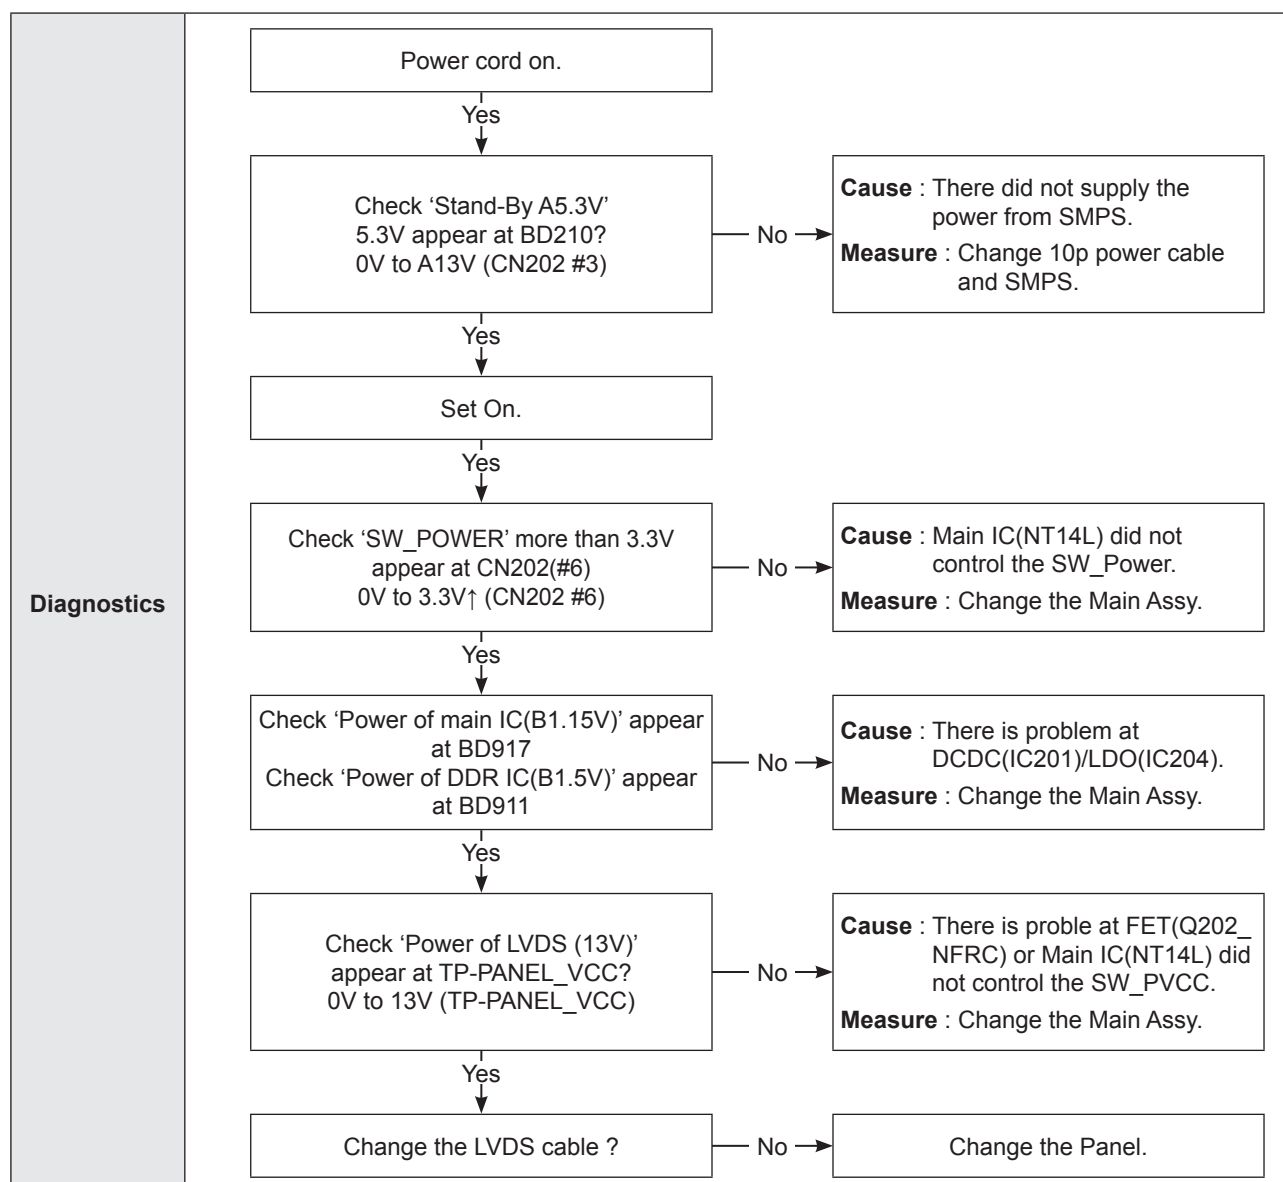 Diagnostics
Power cord on.
Yes
Check ‘Stand-By A5.3V’
5.3V appear at BD210?
0V to A13V (CN202 #3)
No
Cause : There did not supply the
power from SMPS.
Measure : Change 10p power cable
and SMPS.
Yes
Set On.
Yes
Check ‘SW_POWER’ more than 3.3V
appear at CN202(#6)
0V to 3.3V↑ (CN202 #6)
No
Cause : Main IC(NT14L) did not
control the SW_Power.
Measure : Change the Main Assy.
Yes
Check ‘Power of main IC(B1.15V)’ appear
at BD917
Check ‘Power of DDR IC(B1.5V)’ appear
at BD911
No
Cause : There is problem at
DCDC(IC201)/LDO(IC204).
Measure : Change the Main Assy.
Yes
Check ‘Power of LVDS (13V)’
appear at TP-PANEL_VCC?
0V to 13V (TP-PANEL_VCC)
No
Cause : There is proble at FET(Q202_
NFRC) or Main IC(NT14L) did
not control the SW_PVCC.
Measure : Change the Main Assy.
Yes
Change the LVDS cable ?
No
Change the Panel.